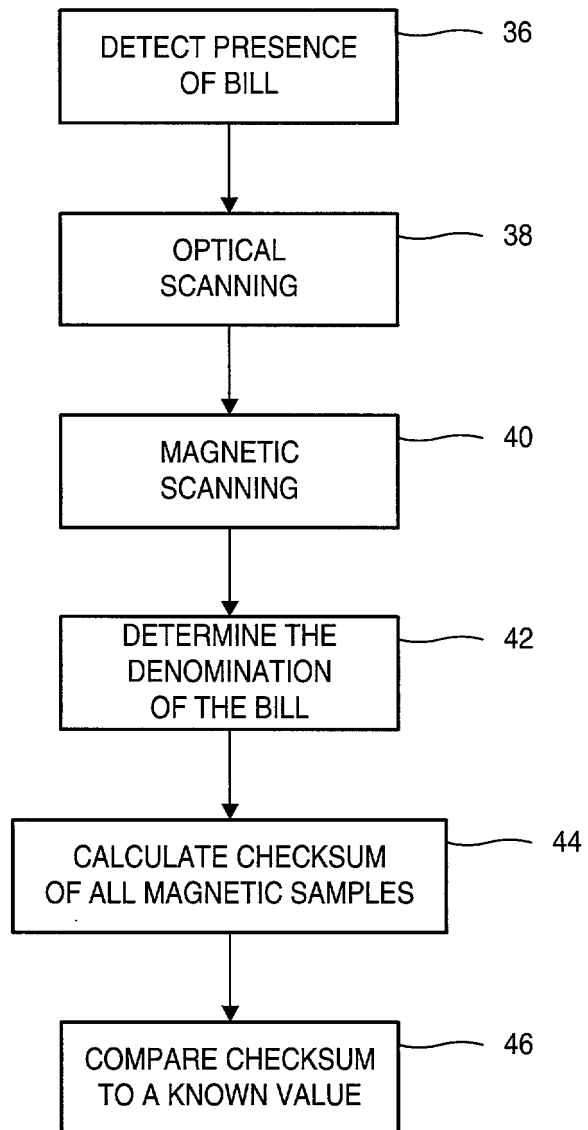 DETECT PRESENCE
OF BILL
36
OPTICAL
SCANNING
38
MAGNETIC
SCANNING
40
DETERMINE THE
DENOMINATION
OF THE BILL
42
CALCULATE CHECKSUM
OF ALL MAGNETIC SAMPLES
44
COMPARE CHECKSUM
TO A KNOWN VALUE
46